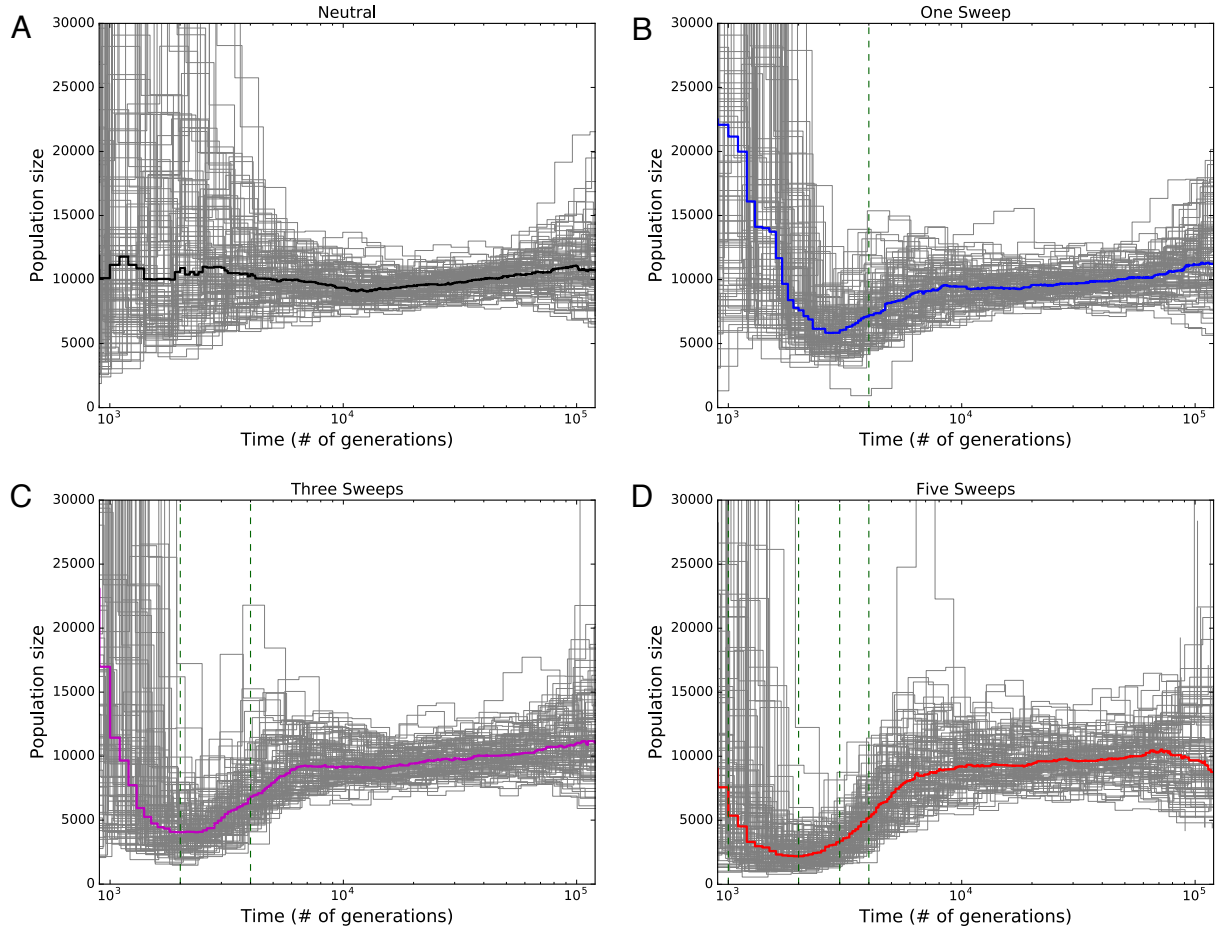 A
Neutral
30000
25000
20000
15000
10000
5000
0
Population size
10³
10⁴
10⁵
Time (# of generations)
B
One Sweep
30000
25000
20000
15000
10000
5000
0
Population size
10³
10⁴
10⁵
Time (# of generations)
C
Three Sweeps
30000
25000
20000
15000
10000
5000
0
Population size
10³
10⁴
10⁵
Time (# of generations)
D
Five Sweeps
30000
25000
20000
15000
10000
5000
0
Population size
10³
10⁴
10⁵
Time (# of generations)